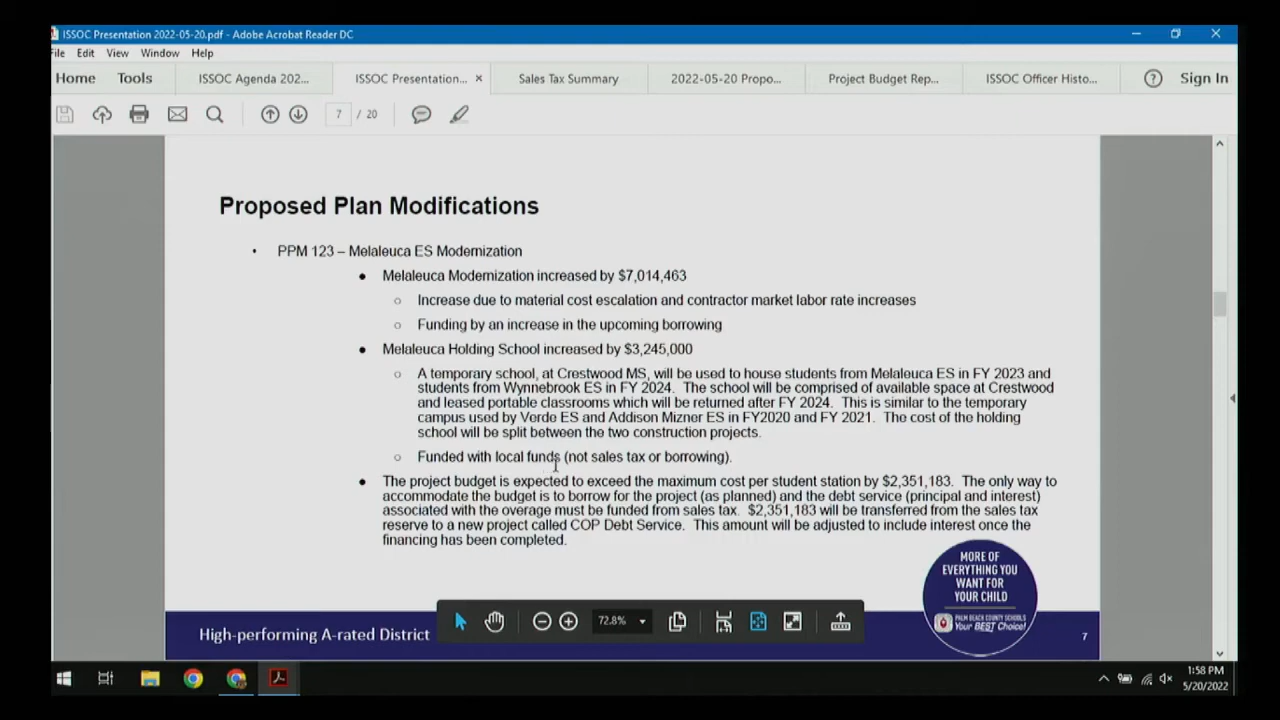 ISSOC Presentation 2022-05-20.pdf - Adobe Acrobat Reader DC
File Edit View Window Help
Home Tools ISSOC Agenda 202... ISSOC Presentation... × Sales Tax Summary 2022-05-20 Propo... Project Budget Rep... ISSOC Officer Histo... ? Sign In
7 / 20
Proposed Plan Modifications
• PPM 123 – Melaleuca ES Modernization
● Melaleuca Modernization increased by $7,014,463
○ Increase due to material cost escalation and contractor market labor rate increases
○ Funding by an increase in the upcoming borrowing
● Melaleuca Holding School increased by $3,245,000
○ A temporary school, at Crestwood MS, will be used to house students from Melaleuca ES in FY 2023 and
students from Wynnebrook ES in FY 2024. The school will be comprised of available space at Crestwood
and leased portable classrooms which will be returned after FY 2024. This is similar to the temporary
campus used by Verde ES and Addison Mizner ES in FY2020 and FY 2021. The cost of the holding
school will be split between the two construction projects.
○ Funded with local funds (not sales tax or borrowing).
● The project budget is expected to exceed the maximum cost per student station by $2,351,183. The only way to
accommodate the budget is to borrow for the project (as planned) and the debt service (principal and interest)
associated with the overage must be funded from sales tax. $2,351,183 will be transferred from the sales tax
reserve to a new project called COP Debt Service. This amount will be adjusted to include interest once the
financing has been completed.
MORE OF
EVERYTHING YOU
WANT FOR
YOUR CHILD
PALM BEACH COUNTY SCHOOLS
Your BEST Choice!
72.8%
High-performing A-rated District
7
1:58 PM
5/20/2022